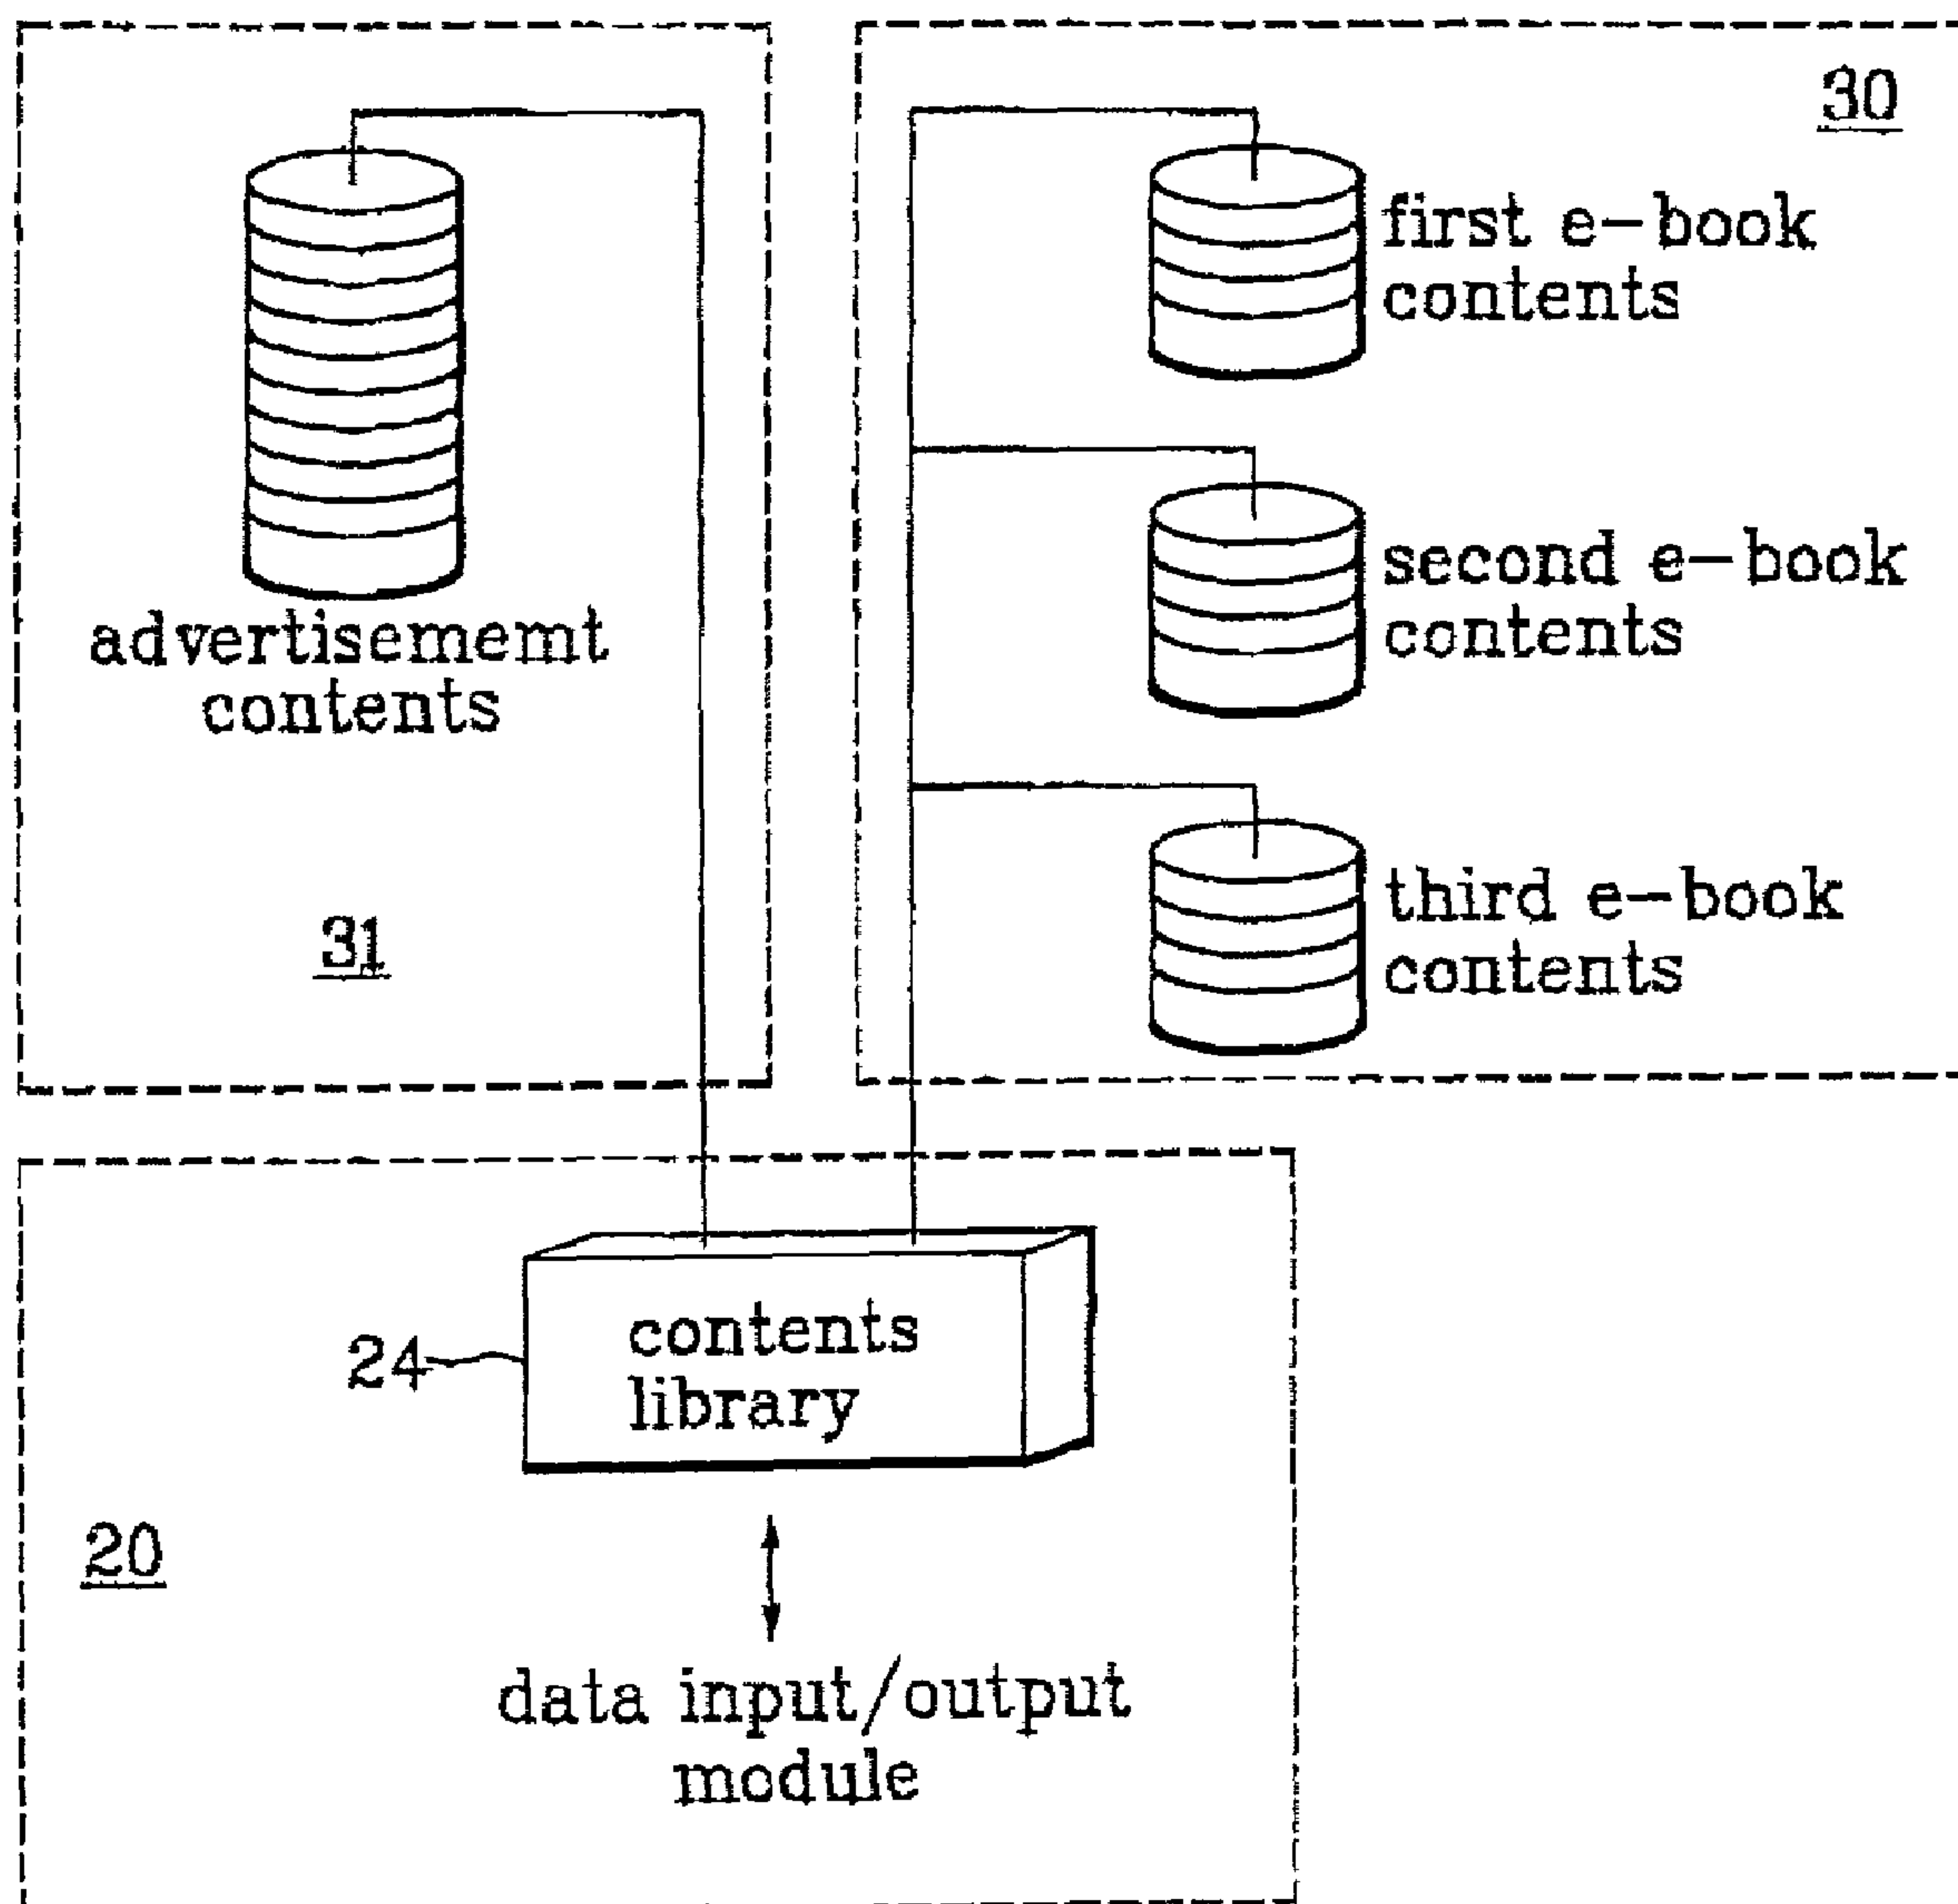 30
first e-book
contents
second e-book
contents
third e-book
contents
advertisememt
contents
31
24
contents
library
20
data input/output
module